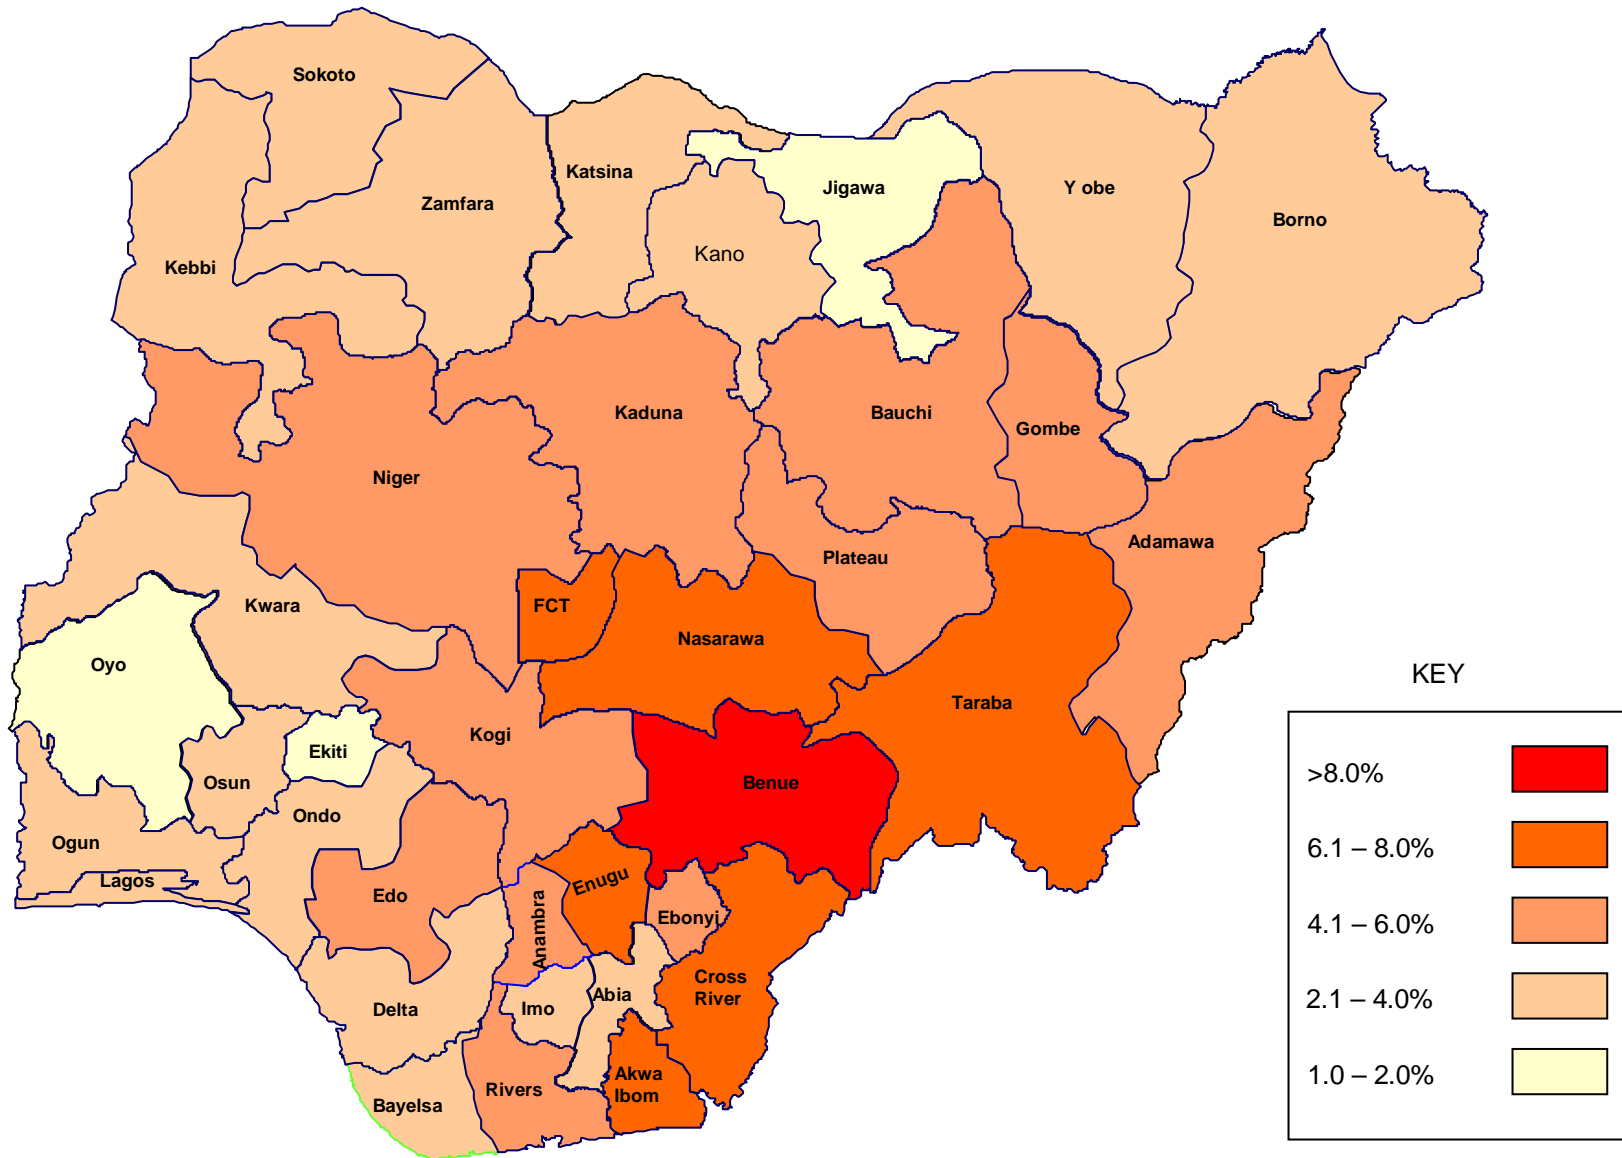 Sokoto
Katsina
Zamfara
Jigawa
Y obe
Borno
Kano
Kebbi
Kaduna
Bauchi
Gombe
Niger
Adamawa
Plateau
Kwara
FCT
Nasarawa
Oyo
Taraba
Kogi
Ekiti
Osun
Benue
Ondo
Ogun
Lagos
Edo
Enugu
Anambra
Ebonyi
Cross
River
Abia
Imo
Delta
Akwa
Ibom
Rivers
Bayelsa
KEY
>8.0%
6.1 – 8.0%
4.1 – 6.0%
2.1 – 4.0%
1.0 – 2.0%